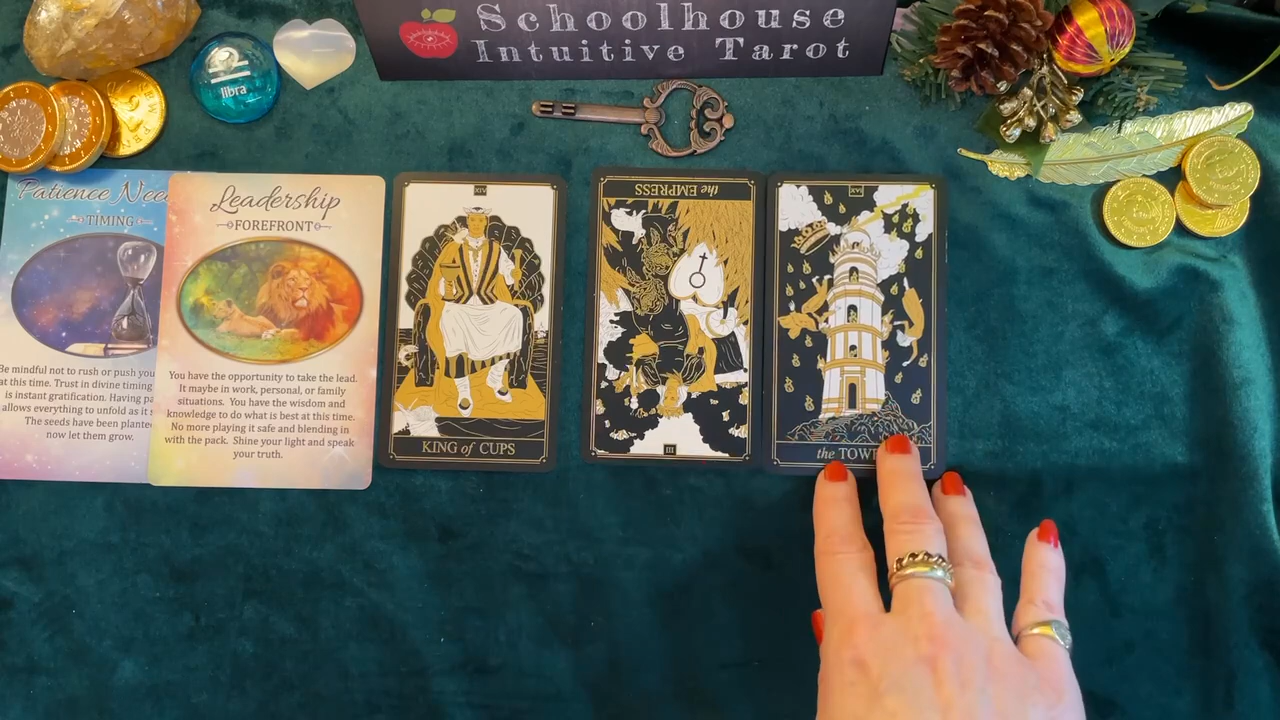 Schoolhouse
Intuitive Tarot
libra
Patience Nee
TIMING
Be mindful not to rush or push you
at this time. Trust in divine timing
is instant gratification. Having pa
allows everything to unfold as it s
The seeds have been plante
now let them grow.
Leadership
FOREFRONT
You have the opportunity to take the lead.
It maybe in work, personal, or family
situations. You have the wisdom and
knowledge to do what is best at this time.
No more playing it safe and blending in
with the pack. Shine your light and speak
your truth.
XIV
KING of CUPS
the EMPRESS
III
XVI
the TOWE